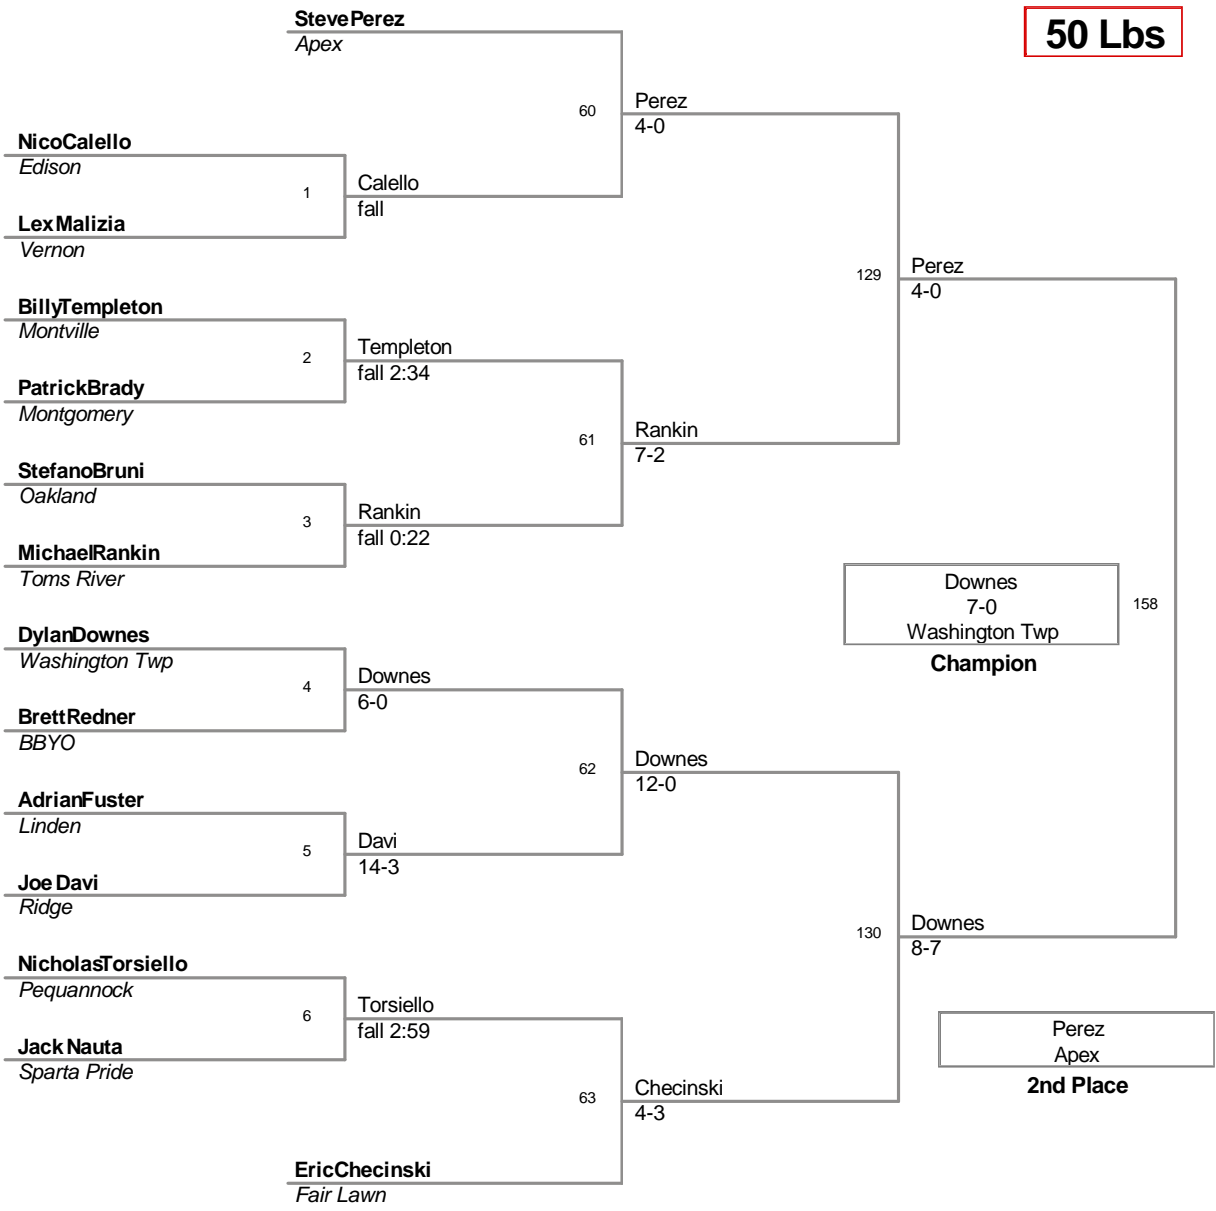 StevePerez
Apex
50 Lbs
60
Perez
4-0
NicoCalello
Edison
1
Calello
fall
LexMalizia
Vernon
129
Perez
4-0
BillyTempleton
Montville
2
Templeton
fall 2:34
PatrickBrady
Montgomery
61
Rankin
7-2
StefanoBruni
Oakland
3
Rankin
fall 0:22
MichaelRankin
Toms River
Downes
7-0
Washington Twp
Champion
158
DylanDownes
Washington Twp
4
Downes
6-0
BrettRedner
BBYO
62
Downes
12-0
AdrianFuster
Linden
5
Davi
14-3
Joe Davi
Ridge
130
Downes
8-7
NicholasTorsiello
Pequannock
6
Torsiello
fall 2:59
Jack Nauta
Sparta Pride
Perez
Apex
2nd Place
63
Checinski
4-3
EricChecinski
Fair Lawn